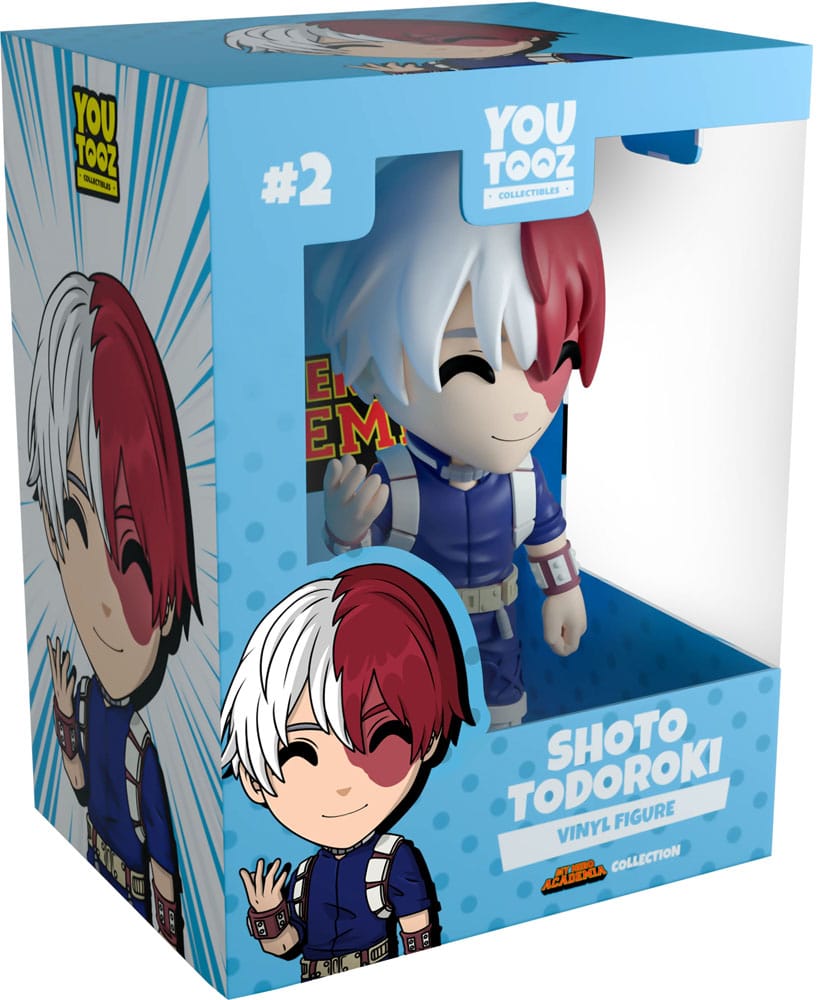 YOU
TOOZ
· COLLECTIBLES ·
#2
YOU
TOOZ
· COLLECTIBLES ·
SHOTO
TODOROKI
VINYL FIGURE
MY HERO
ACADEMIA COLLECTION